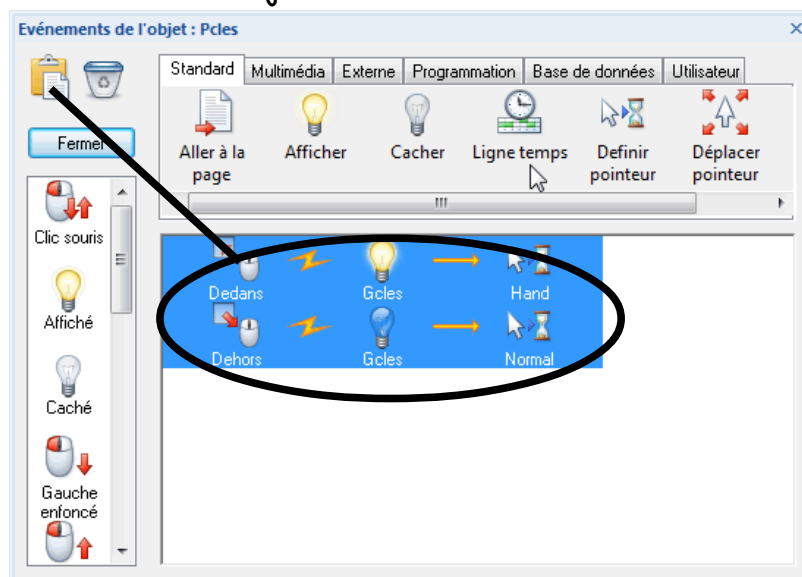 Evénements de l'objet : Pcles
Standard Multimédia Externe Programmation Base de données Utilisateur
Fermer
Aller à la page
Afficher
Cacher
Ligne temps
Definir pointeur
Déplacer pointeur
Clic souris
Affiché
Caché
Gauche enfoncé
Dedans Gcles Hand
Dehors Gcles Normal